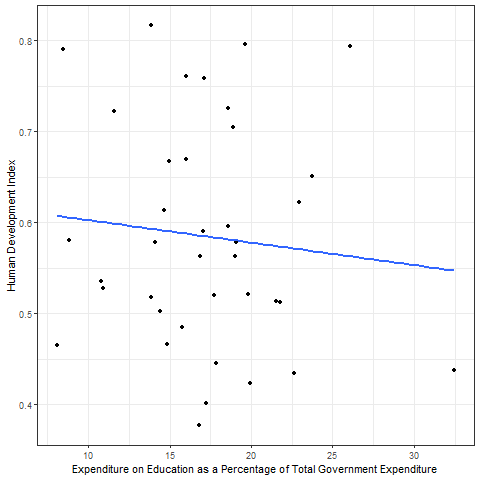 0.8
0.7
0.6
0.5
0.4
Human Development Index
10 15 20 25 30
Expenditure on Education as a Percentage of Total Government Expenditure